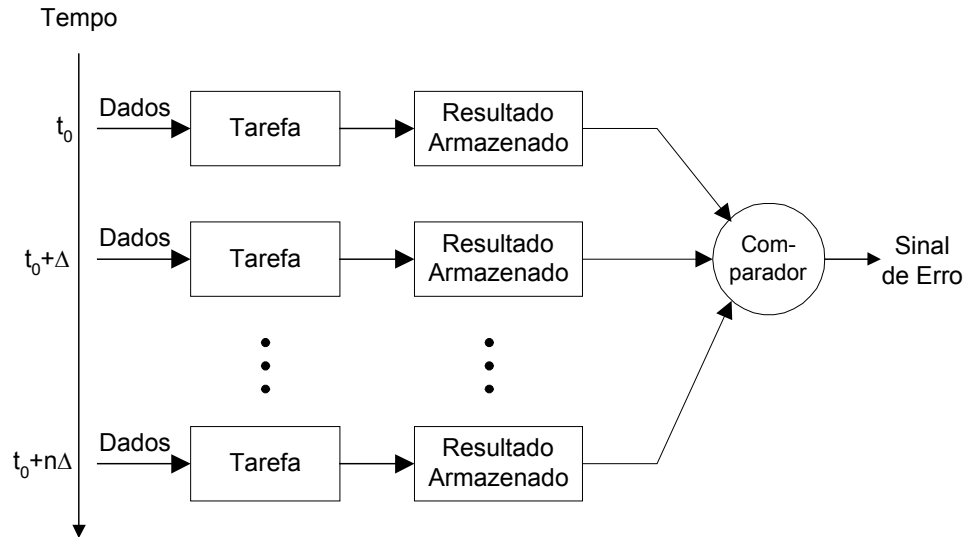 Tempo
t0
Dados
Tarefa
Resultado
Armazenado
t0+Δ
Dados
Tarefa
Resultado
Armazenado
Com-
parador
Sinal
de Erro
t0+nΔ
Dados
Tarefa
Resultado
Armazenado